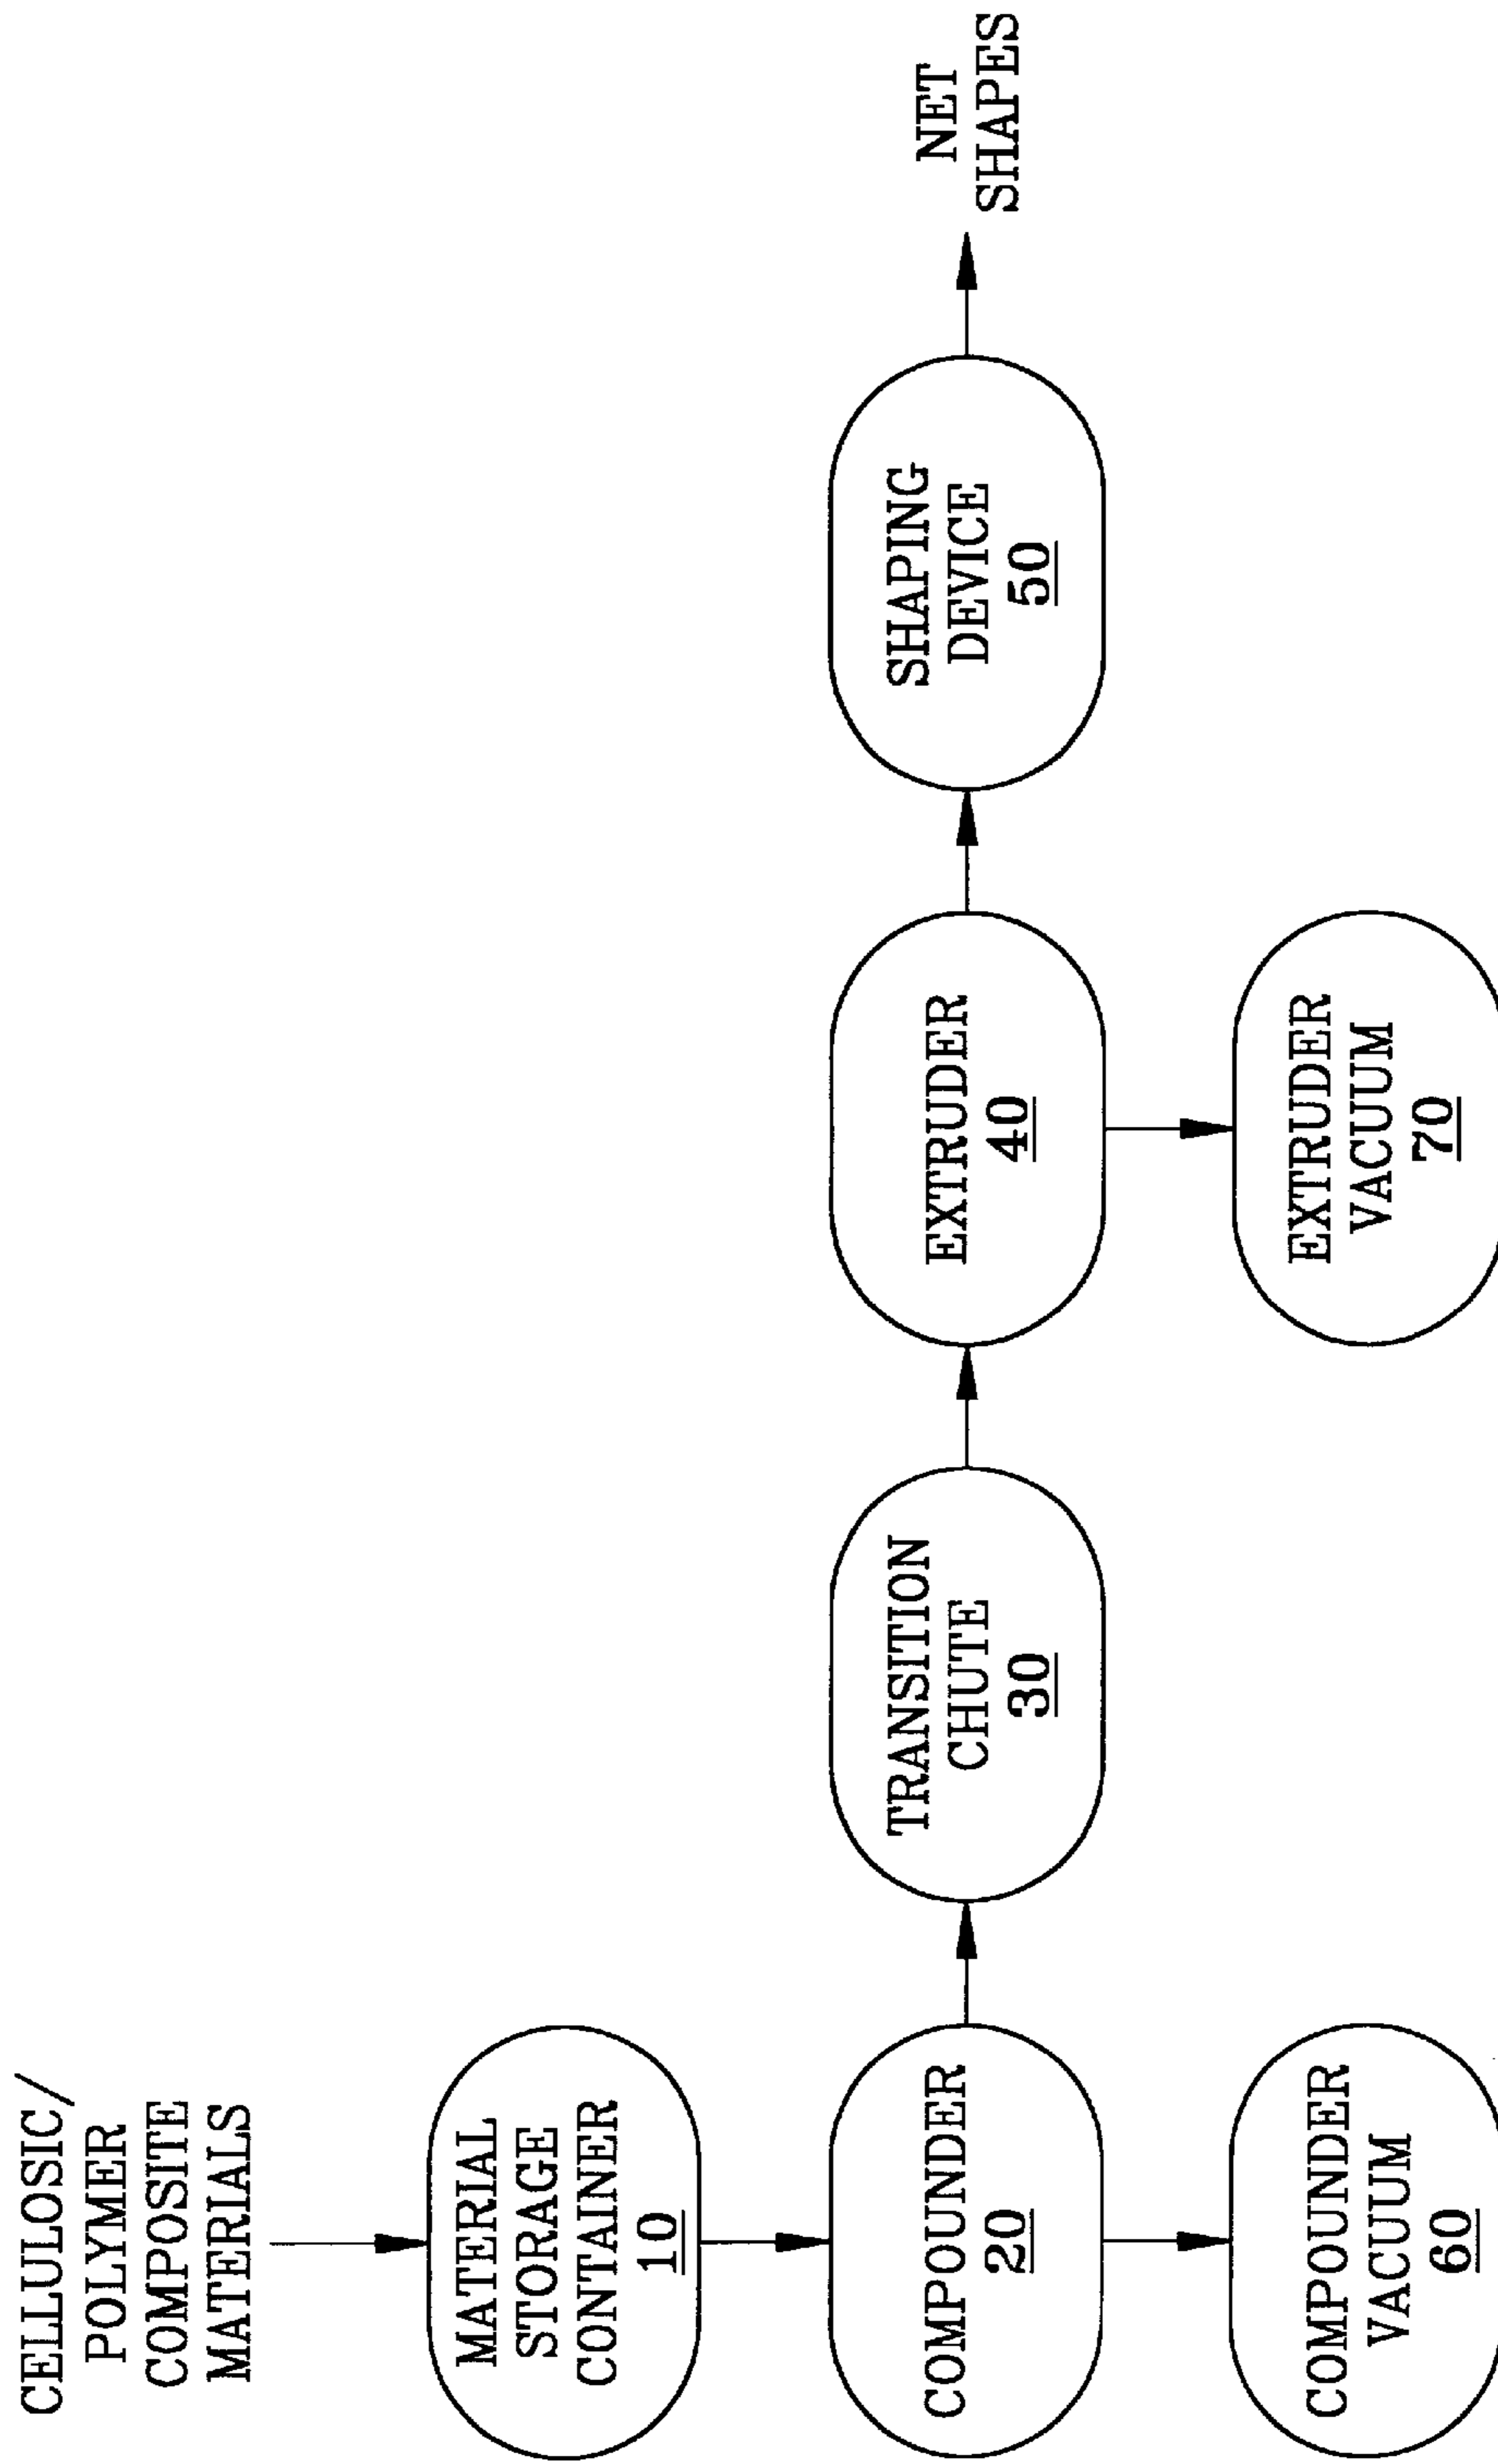 CELLULOSIC/
POLYMER
COMPOSITE
MATERIALS
MATERIAL
STORAGE
CONTAINER
10
COMPOUNDER
20
TRANSITION
CHUTE
30
EXTRUDER
40
SHAPING
DEVICE
50
NET
SHAPES
COMPOUNDER
VACUUM
60
EXTRUDER
VACUUM
70